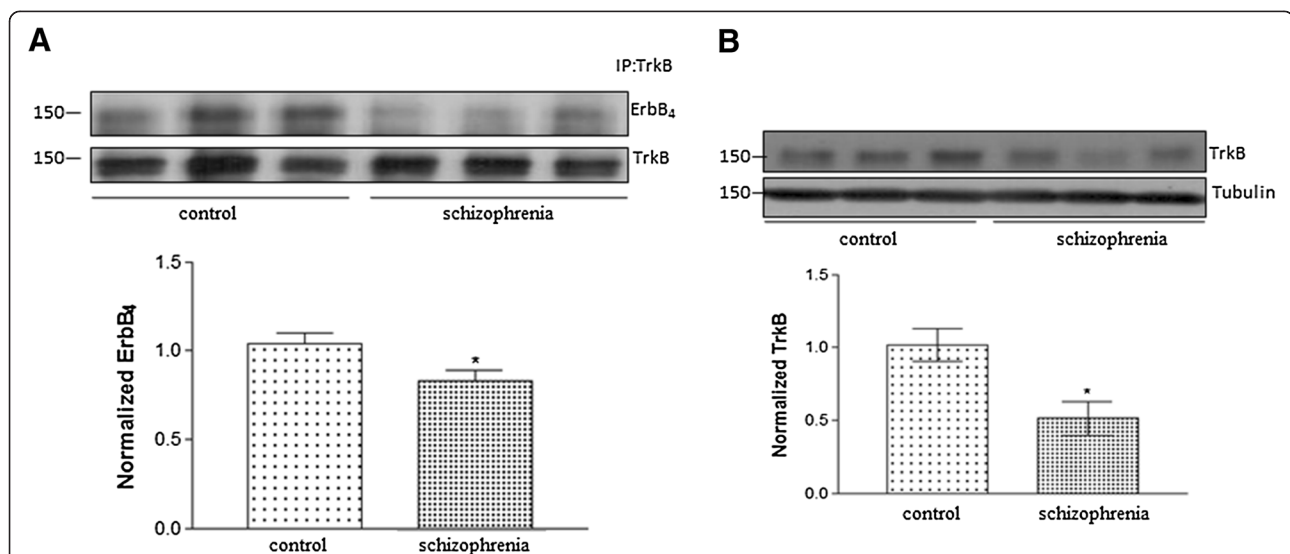 A
IP:TrkB
150— ErbB₄
150— TrkB
control schizophrenia
1.5
1.0
0.5
0.0
Normalized ErbB4
*
control schizophrenia
B
150— TrkB
150— Tubulin
control schizophrenia
1.5
1.0
0.5
0.0
Normalized TrkB
*
control schizophrenia